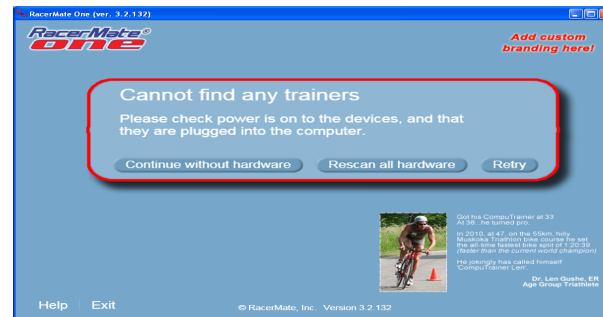 RacerMate One (ver. 3.2.132)
RacerMate®
one
Add custom
branding here!
Cannot find any trainers
Please check power is on to the devices, and that
they are plugged into the computer.
Continue without hardware
Rescan all hardware
Retry
Got his CompuTrainer at 33
At 36...he turned pro.
In 2010, at 47, on the 55km, hilly
Muskoka Triathlon bike course he set
the all-time fastest bike split of 1:20:39
(faster than the current world champion)
He jokingly has called himself
'CompuTrainer Len'.
Dr. Len Gushe, ER
Age Group Triathlete
Help
Exit
© RacerMate, Inc. Version 3.2.132